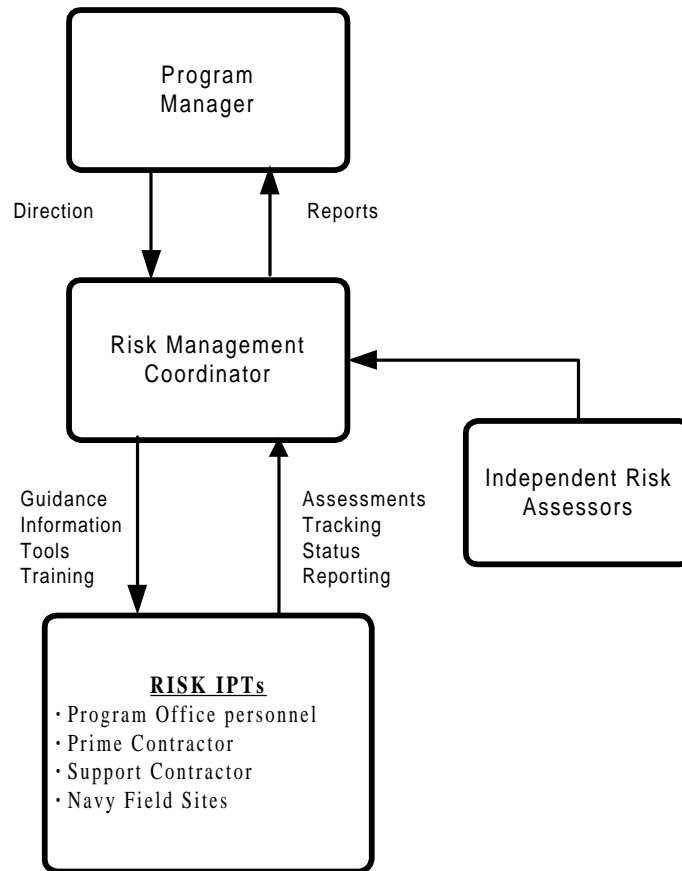 Program
Manager
Direction
Reports
Risk Management
Coordinator
Independent Risk
Assessors
Guidance
Information
Tools
Training
Assessments
Tracking
Status
Reporting
RISK IPTs
· Program Office personnel
· Prime Contractor
· Support Contractor
· Navy Field Sites